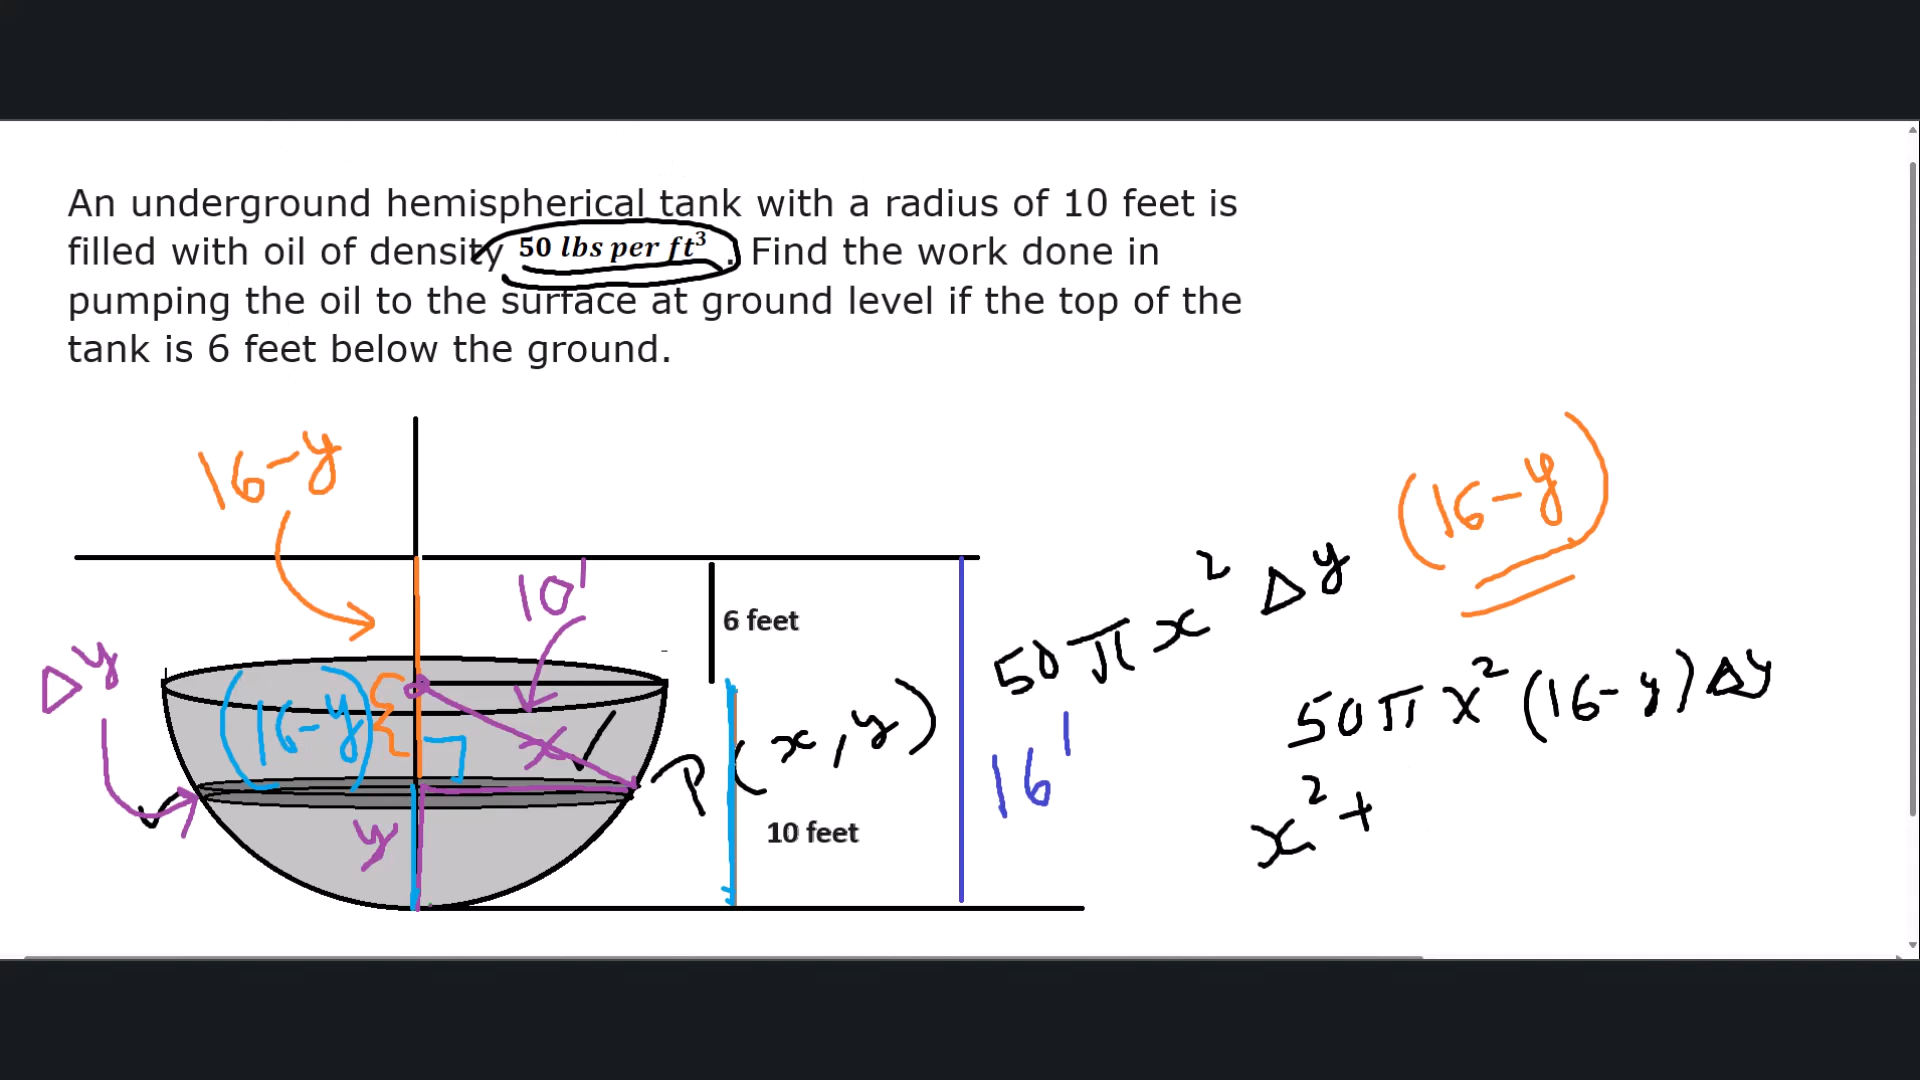 An underground hemispherical tank with a radius of 10 feet is
filled with oil of density 50 lbs per ft³. Find the work done in
pumping the oil to the surface at ground level if the top of the
tank is 6 feet below the ground.
16-y
(16-y)
50πx² Δy
10'
6 feet
Δy
(16-y)
x
P(x,y)
50πx²(16-y)Δy
16'
x²+
y
10 feet